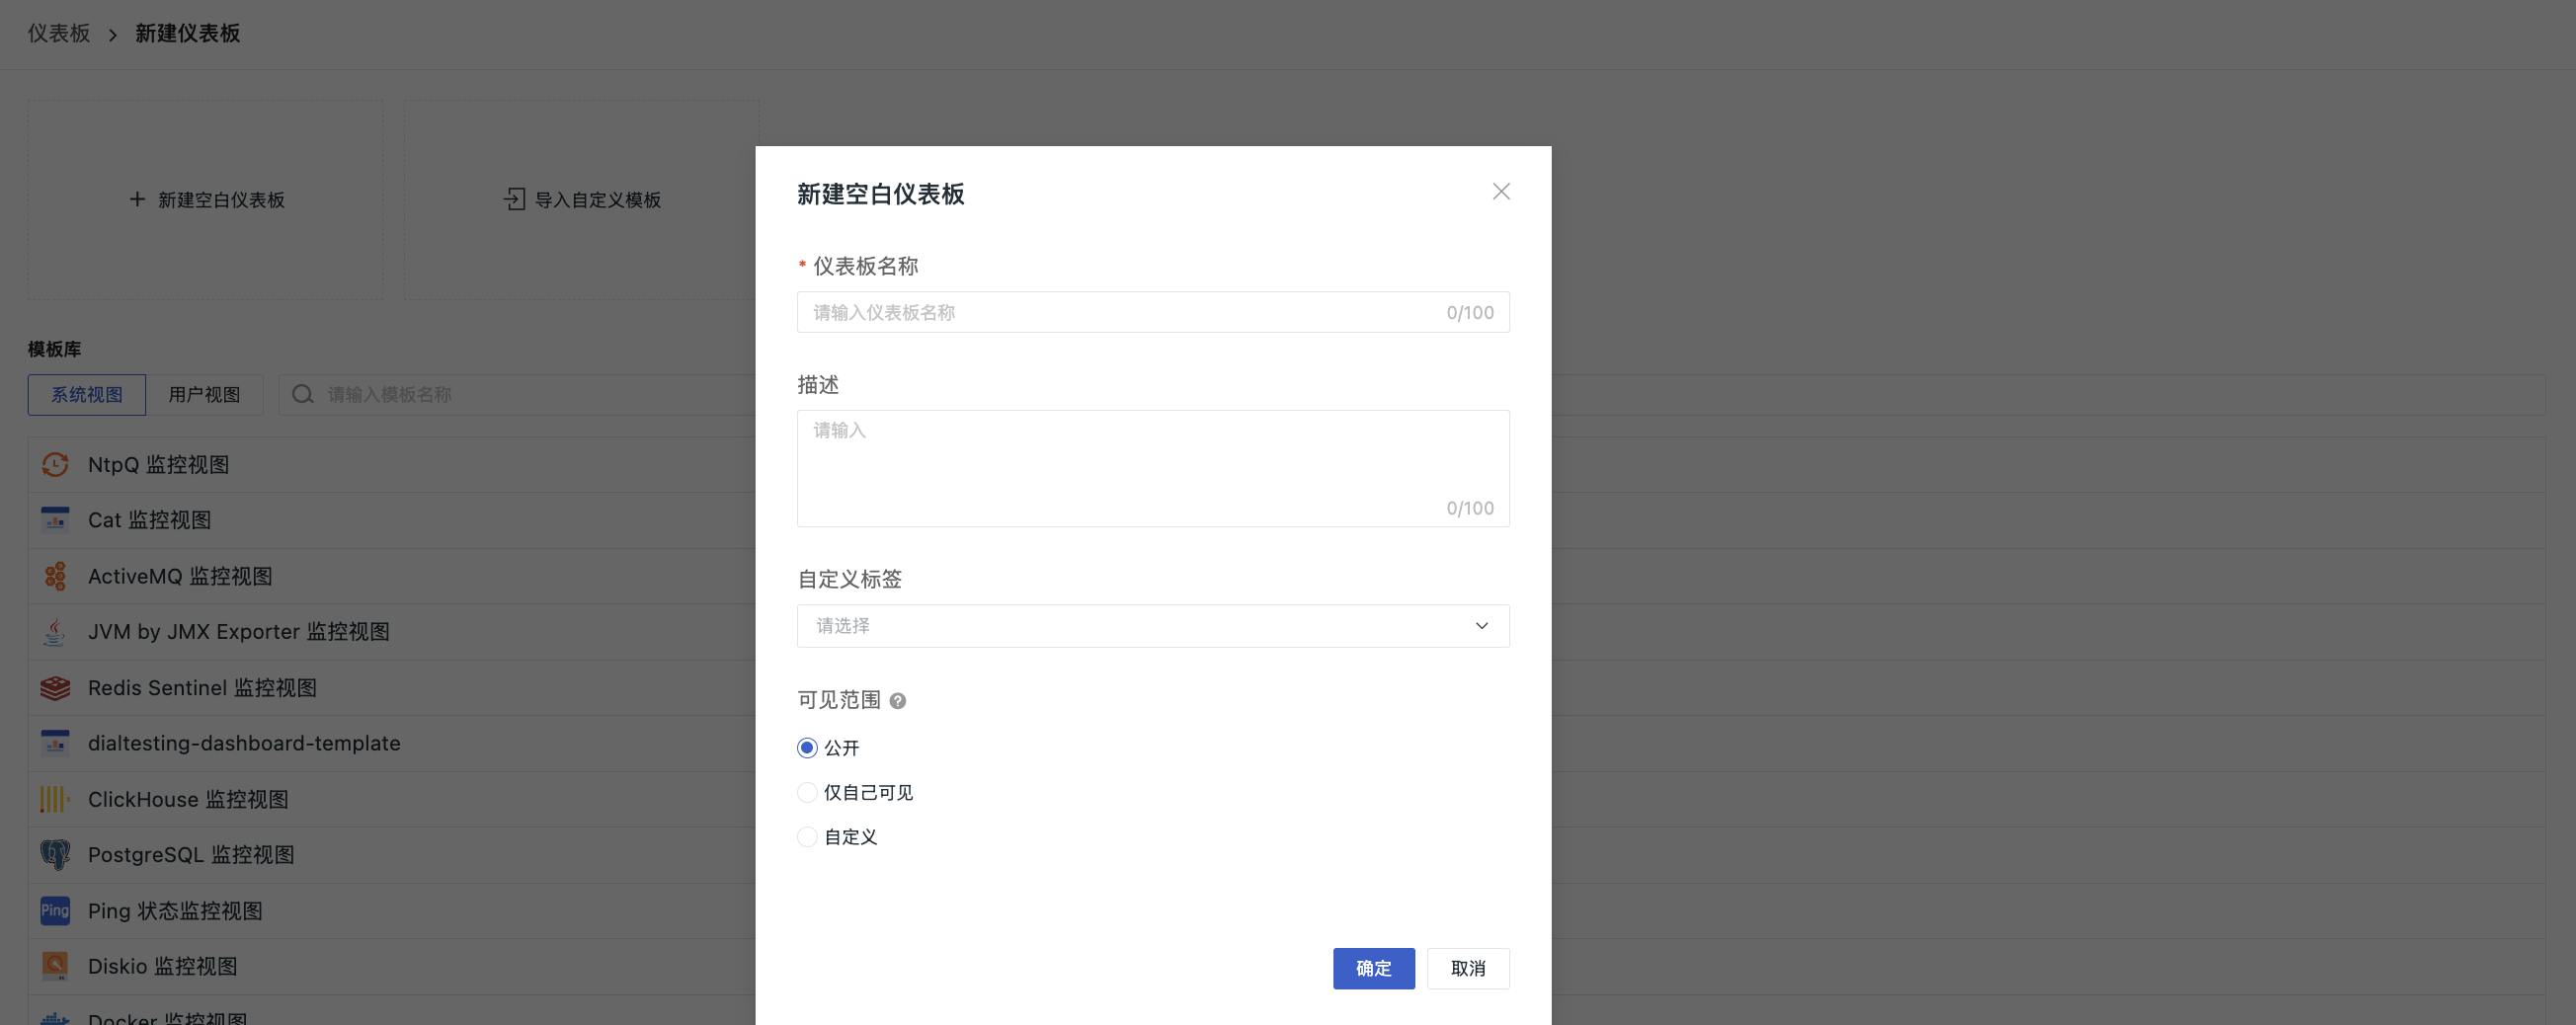 仪表板 > 新建仪表板
新建空白仪表板
导入自定义模板
模板库
系统视图
用户视图
请输入模板名称
NtpQ 监控视图
Cat 监控视图
ActiveMQ 监控视图
JVM by JMX Exporter 监控视图
Redis Sentinel 监控视图
dialtesting-dashboard-template
ClickHouse 监控视图
PostgreSQL 监控视图
Ping
Ping 状态监控视图
Diskio 监控视图
Docker 监控视图
新建空白仪表板
* 仪表板名称
请输入仪表板名称
0/100
描述
请输入
0/100
自定义标签
请选择
可见范围
公开
仅自己可见
自定义
确定
取消